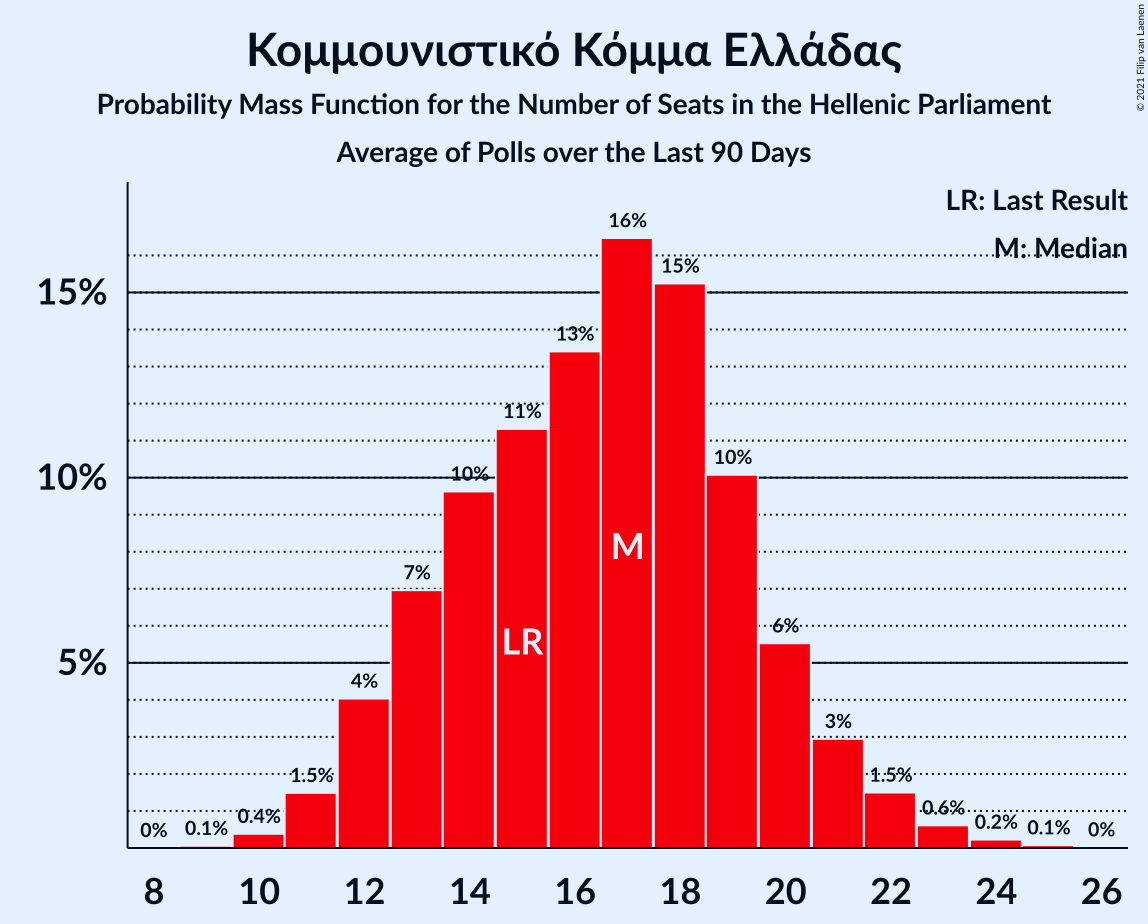 Κομμουνιστικό Κόμμα Ελλάδας
Probability Mass Function for the Number of Seats in the Hellenic Parliament
Average of Polls over the Last 90 Days
© 2021 Filip van Laenen
LR: Last Result
M: Median
15%
10%
5%
0%
0.1%
0.4%
1.5%
4%
7%
10%
11%
13%
16%
15%
10%
6%
3%
1.5%
0.6%
0.2%
0.1%
0%
LR
M
8 10 12 14 16 18 20 22 24 26